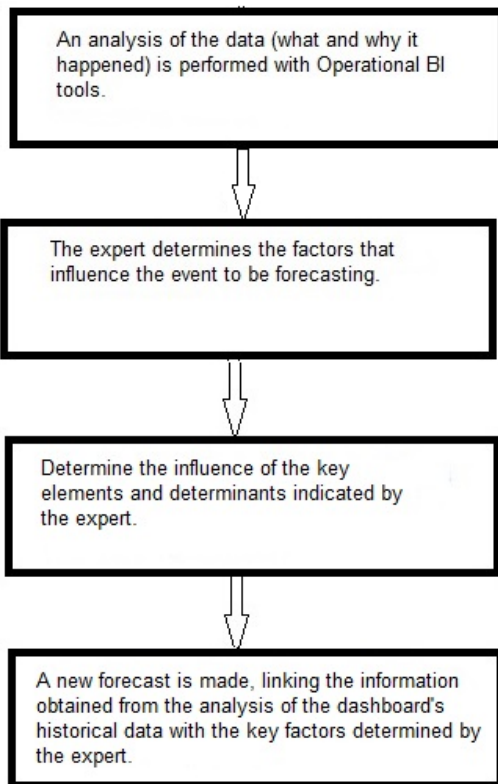 An analysis of the data (what and why it
happened) is performed with Operational BI
tools.
The expert determines the factors that
influence the event to be forecasting.
Determine the influence of the key
elements and determinants indicated by
the expert.
A new forecast is made, linking the information
obtained from the analysis of the dashboard's
historical data with the key factors determined by
the expert.